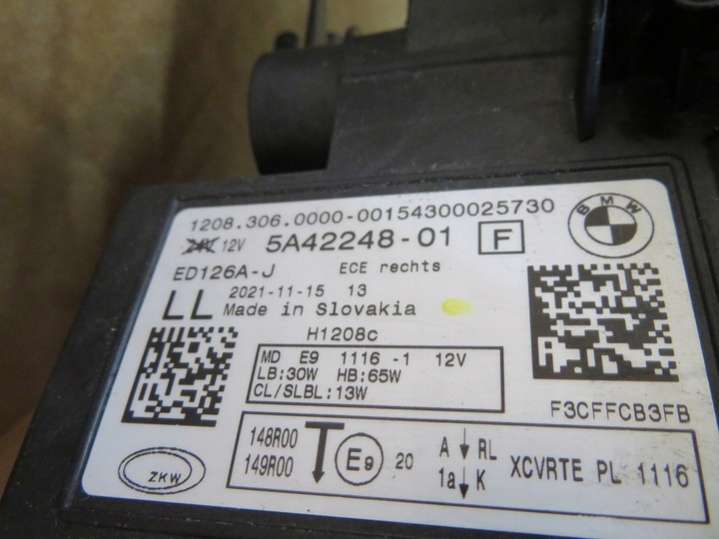 BMW
1208.306.0000-00154300025730
12V 5A42248-01 F
ED126A-J ECE rechts
LL 2021-11-15 13
Made in Slovakia
H1208c
MD E9 1116 -1 12V
LB:30W HB:65W
CL/SLBL:13W
F3CFFCB3FB
148R00
149R00
E9 20
A↓RL
1a↓K
XCVRTE PL 1116
ZKW